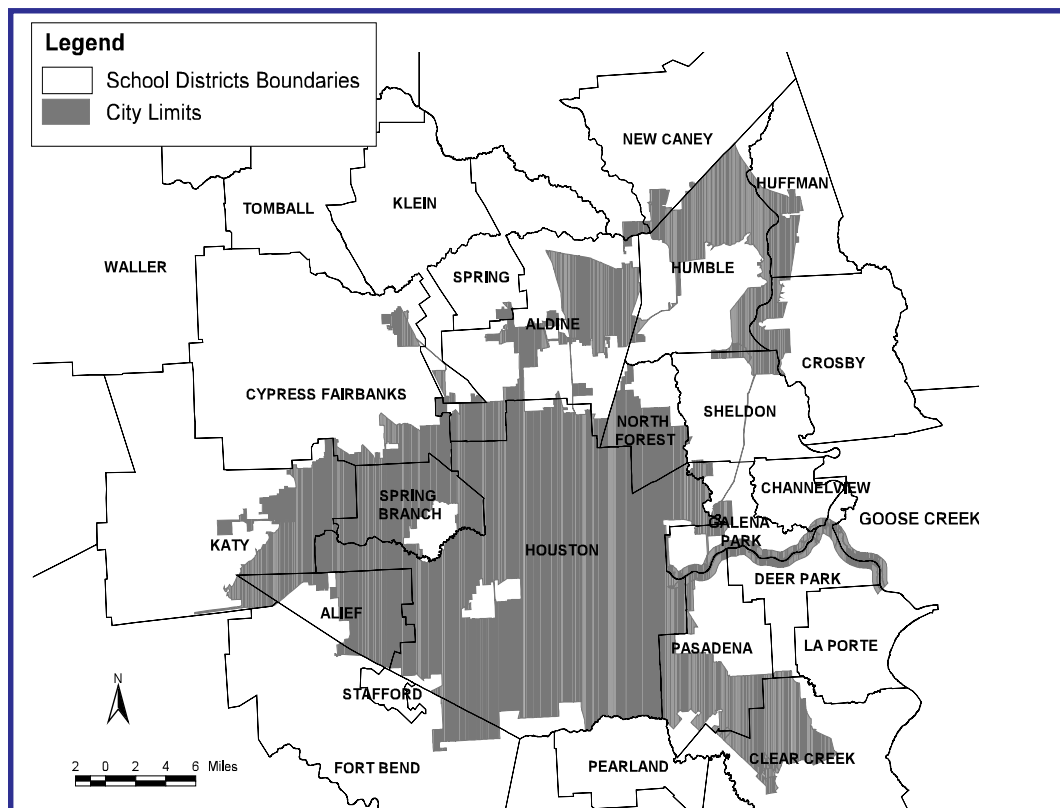 Legend
School Districts Boundaries
City Limits
NEW CANEY
HUFFMAN
TOMBALL
KLEIN
WALLER
SPRING
HUMBLE
ALDINE
CROSBY
CYPRESS FAIRBANKS
SHELDON
NORTH
FOREST
SPRING
BRANCH
CHANNELVIEW
GOOSE CREEK
GALENA
PARK
KATY
HOUSTON
DEER PARK
ALIEF
PASADENA
LA PORTE
STAFFORD
CLEAR CREEK
FORT BEND
PEARLAND
N
2 0 2 4 6 Miles